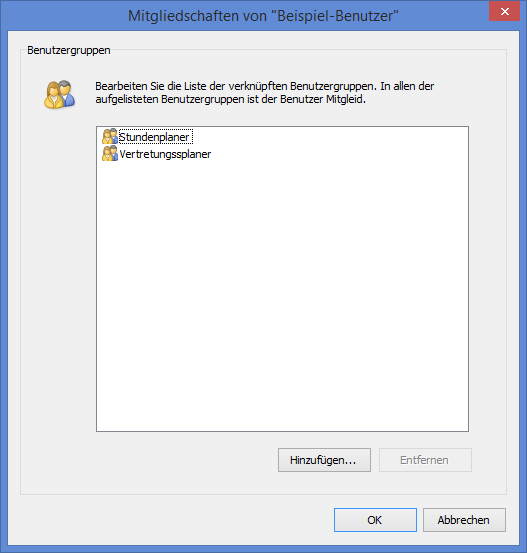 Mitgliedschaften von "Beispiel-Benutzer"
Benutzergruppen
Bearbeiten Sie die Liste der verknüpften Benutzergruppen. In allen der
aufgelisteten Benutzergruppen ist der Benutzer Mitgleid.
Stundenplaner
Vertretungssplaner
Hinzufügen...
Entfernen
OK
Abbrechen